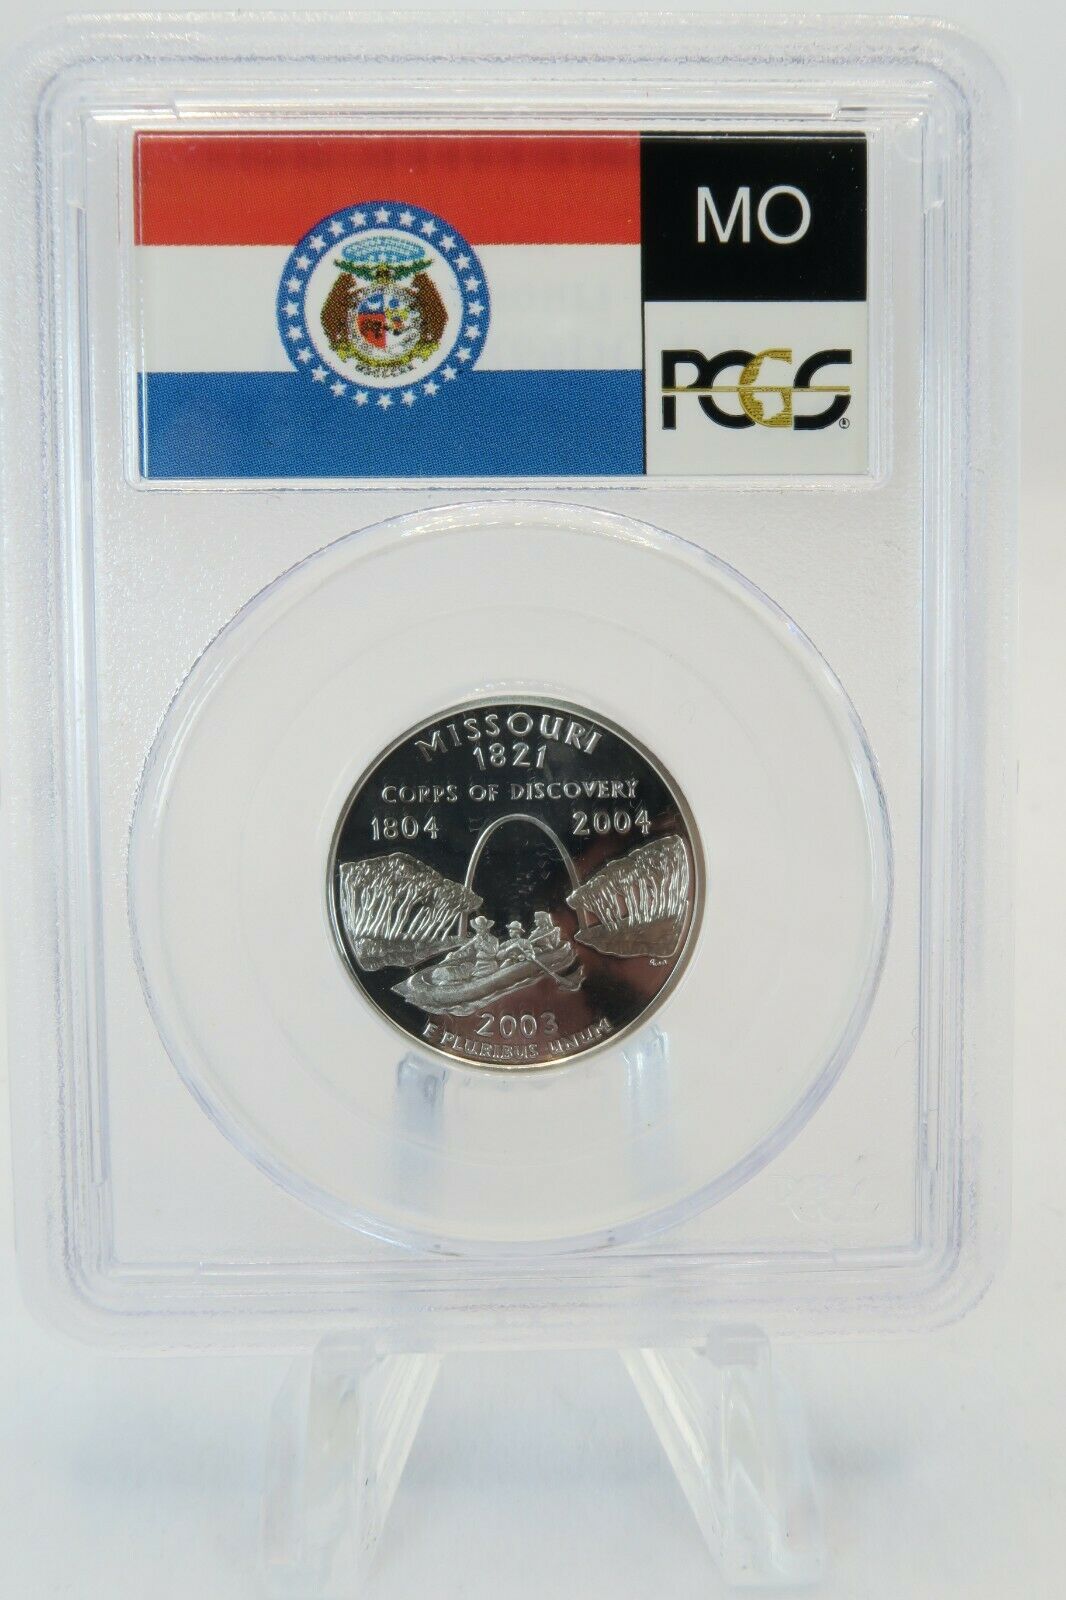 MO
PCGS
MISSOURI
1821
CORPS OF DISCOVERY
1804 2004
2003
E PLURIBUS UNUM